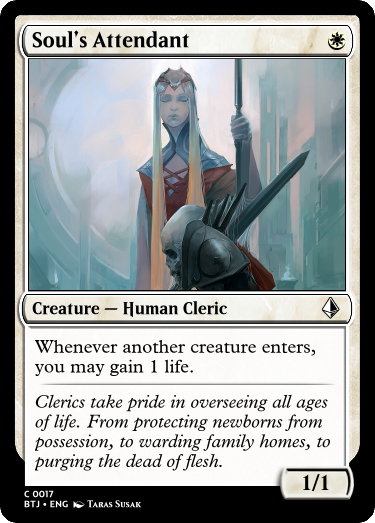 Soul's Attendant
Creature — Human Cleric
Whenever another creature enters,
you may gain 1 life.
Clerics take pride in overseeing all ages
of life. From protecting newborns from
possession, to warding family homes, to
purging the dead of flesh.
1/1
C 0017
BTJ • ENG Taras Susak